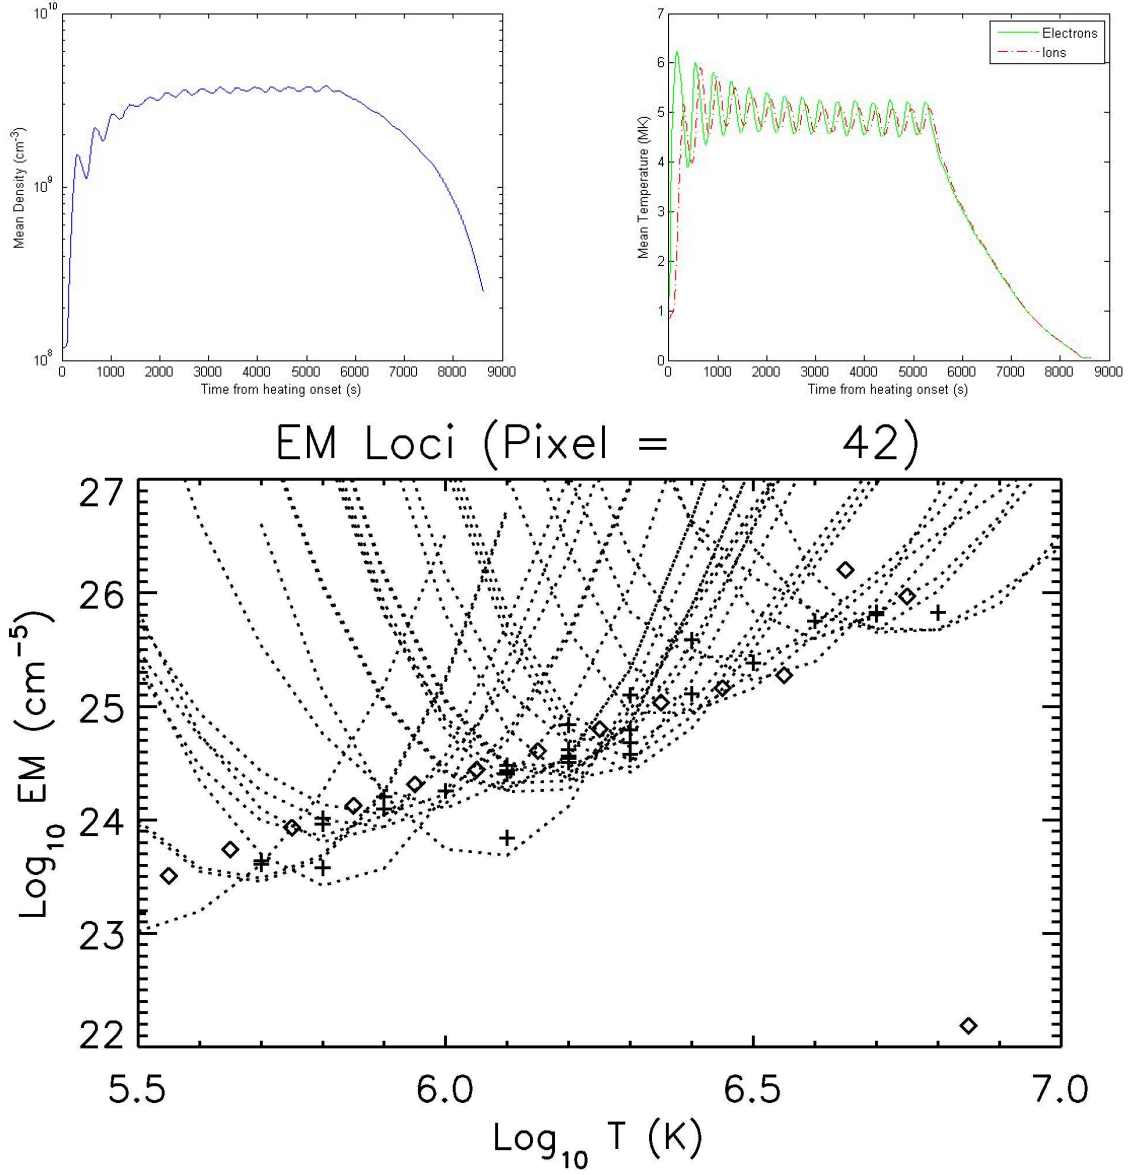 10^10
10^9
10^8
Mean Density (cm^-3)
0 1000 2000 3000 4000 5000 6000 7000 8000 9000
Time from heating onset (s)
7
6
5
4
3
2
1
0
Mean Temperature (MK)
Electrons
Ions
0 1000 2000 3000 4000 5000 6000 7000 8000 9000
Time from heating onset (s)
EM Loci (Pixel = 42)
27
26
25
24
23
22
Log_10 EM (cm^-5)
5.5 6.0 6.5 7.0
Log_10 T (K)